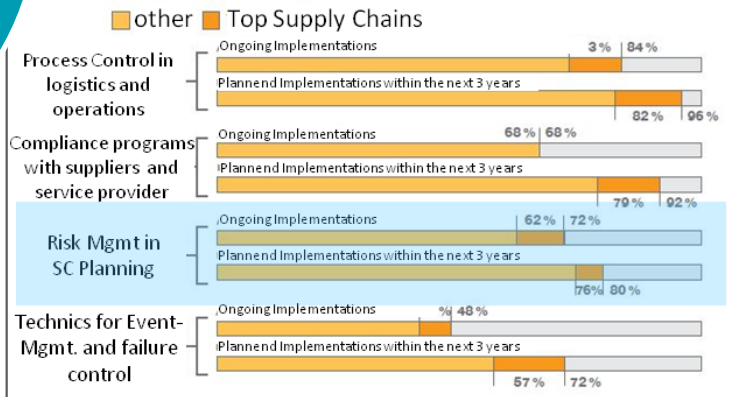 other Top Supply Chains
Process Control in
logistics and
operations
Ongoing Implementations
3% 84%
Plannend Implementations within the next 3 years
82% 96%
Compliance programs
with suppliers and
service provider
Ongoing Implementations
68% 68%
Plannend Implementations within the next 3 years
79% 92%
Risk Mgmt in
SC Planning
Ongoing Implementations
62% 72%
Plannend Implementations within the next 3 years
76% 80%
Technics for Event-
Mgmt. and failure
control
Ongoing Implementations
% 48%
Plannend Implementations within the next 3 years
57% 72%